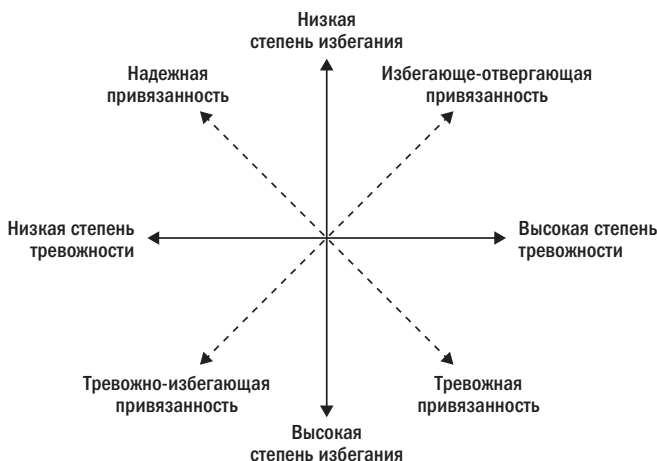 Низкая
степень избегания
Надежная
привязанность
Избегающе-отвергающая
привязанность
Низкая степень
тревожности
Высокая степень
тревожности
Тревожно-избегающая
привязанность
Тревожная
привязанность
Высокая
степень избегания